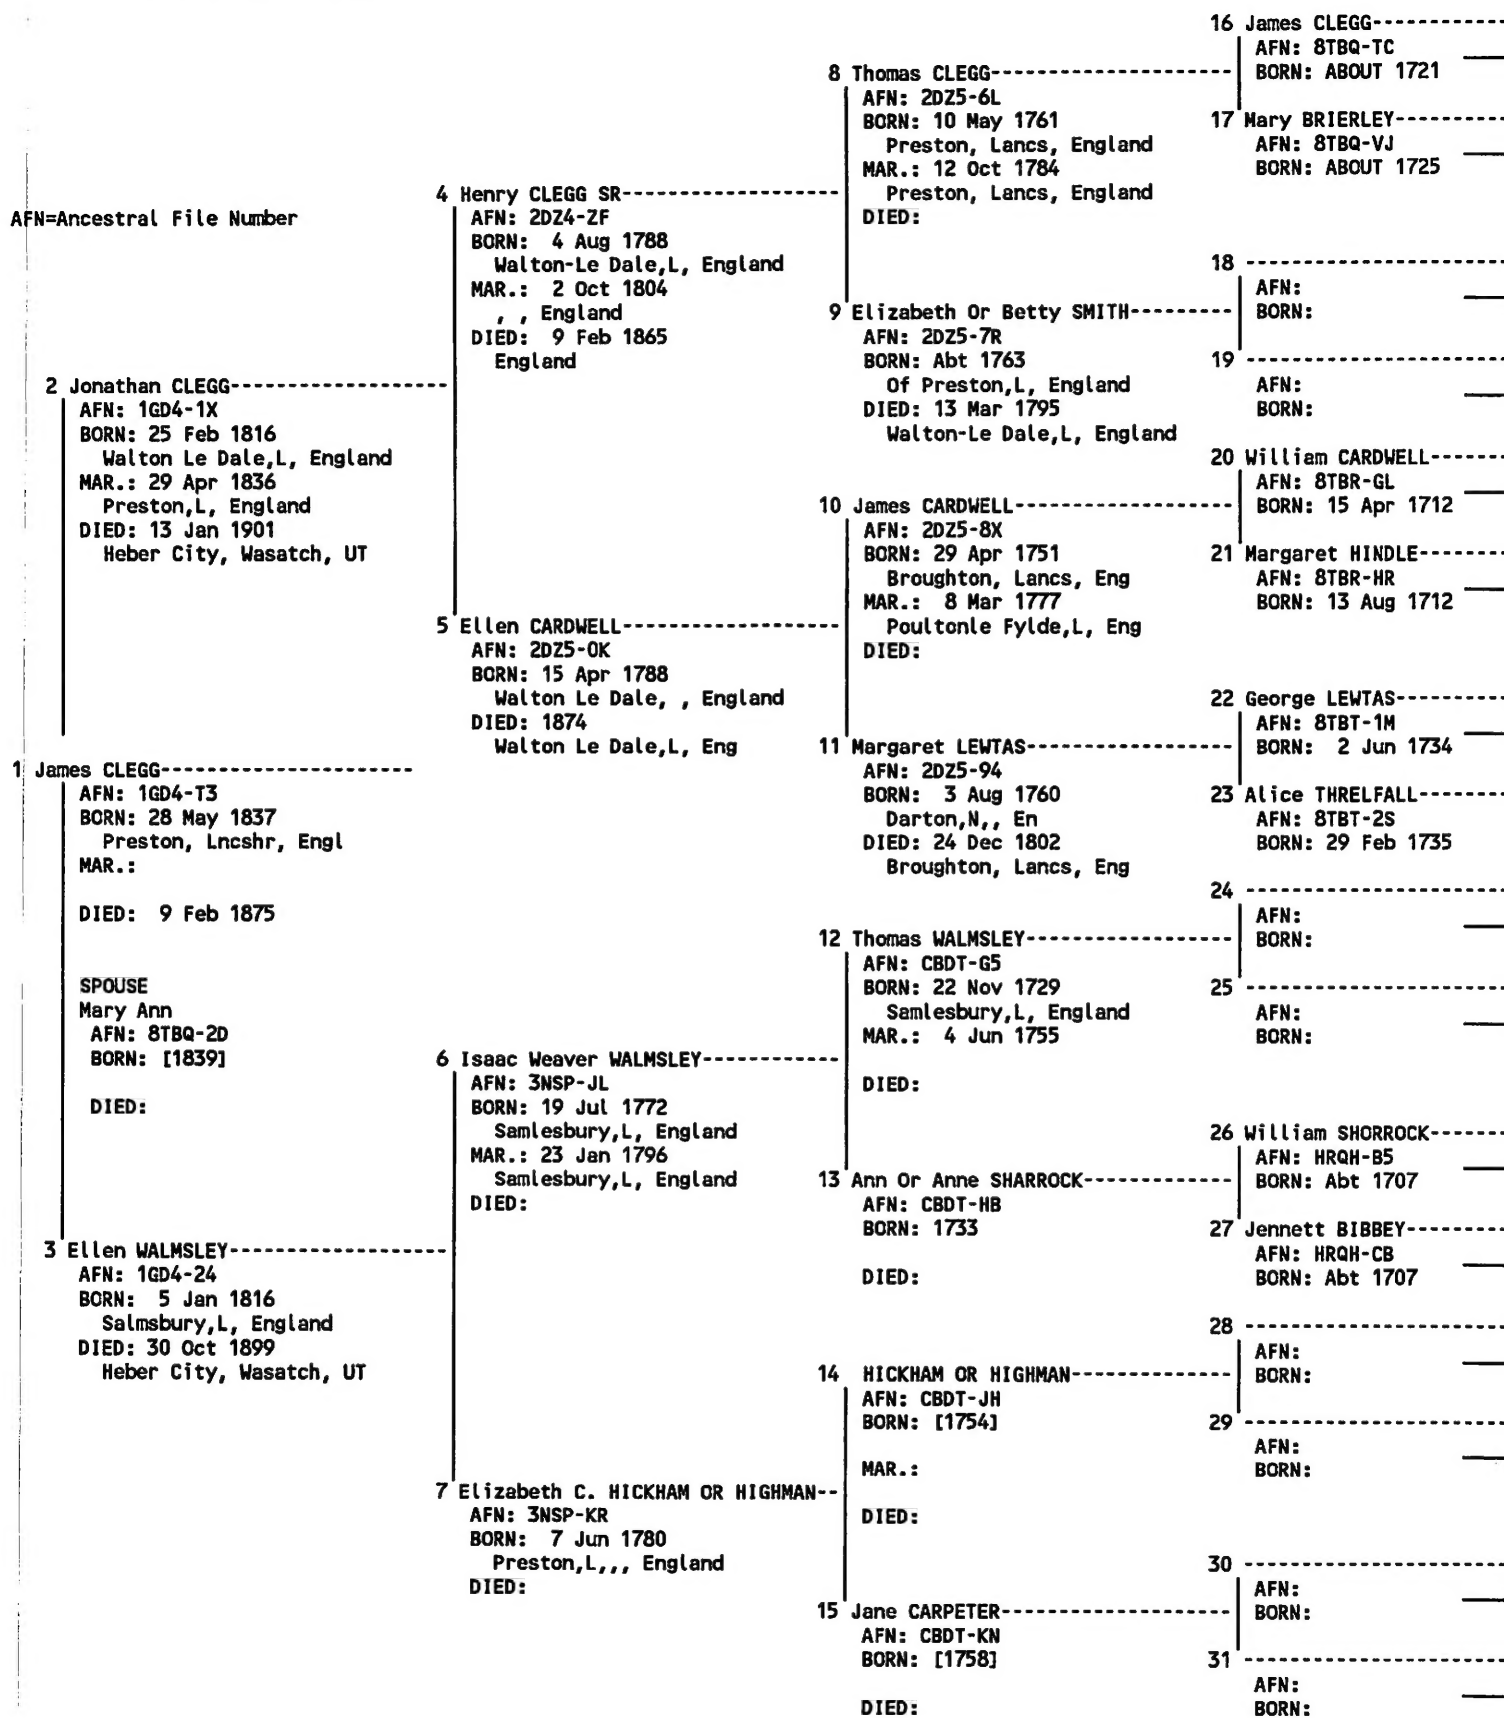 AFN=Ancestral File Number
1 James CLEGG
AFN: 1GD4-T3
BORN: 28 May 1837
Preston, Lncshr, Engl
MAR.:
DIED: 9 Feb 1875
SPOUSE
Mary Ann
AFN: 8TBQ-2D
BORN: [1839]
DIED:
2 Jonathan CLEGG
AFN: 1GD4-1X
BORN: 25 Feb 1816
Walton Le Dale,L, England
MAR.: 29 Apr 1836
Preston,L, England
DIED: 13 Jan 1901
Heber City, Wasatch, UT
3 Ellen WALMSLEY
AFN: 1GD4-24
BORN: 5 Jan 1816
Salmsbury,L, England
DIED: 30 Oct 1899
Heber City, Wasatch, UT
4 Henry CLEGG SR
AFN: 2DZ4-ZF
BORN: 4 Aug 1788
Walton-Le Dale,L, England
MAR.: 2 Oct 1804
, , England
DIED: 9 Feb 1865
England
5 Ellen CARDWELL
AFN: 2DZ5-0K
BORN: 15 Apr 1788
Walton Le Dale, , England
DIED: 1874
Walton Le Dale,L, Eng
6 Isaac Weaver WALMSLEY
AFN: 3NSP-JL
BORN: 19 Jul 1772
Samlesbury,L, England
MAR.: 23 Jan 1796
Samlesbury,L, England
DIED:
7 Elizabeth C. HICKHAM OR HIGHMAN
AFN: 3NSP-KR
BORN: 7 Jun 1780
Preston,L,,, England
DIED:
8 Thomas CLEGG
AFN: 2DZ5-6L
BORN: 10 May 1761
Preston, Lancs, England
MAR.: 12 Oct 1784
Preston, Lancs, England
DIED:
9 Elizabeth Or Betty SMITH
AFN: 2DZ5-7R
BORN: Abt 1763
Of Preston,L, England
DIED: 13 Mar 1795
Walton-Le Dale,L, England
10 James CARDWELL
AFN: 2DZ5-8X
BORN: 29 Apr 1751
Broughton, Lancs, Eng
MAR.: 8 Mar 1777
Poultonle Fylde,L, Eng
DIED:
11 Margaret LEWTAS
AFN: 2DZ5-94
BORN: 3 Aug 1760
Darton,N,, En
DIED: 24 Dec 1802
Broughton, Lancs, Eng
12 Thomas WALMSLEY
AFN: CBDT-G5
BORN: 22 Nov 1729
Samlesbury,L, England
MAR.: 4 Jun 1755
DIED:
13 Ann Or Anne SHARROCK
AFN: CBDT-HB
BORN: 1733
DIED:
14 HICKHAM OR HIGHMAN
AFN: CBDT-JH
BORN: [1754]
MAR.:
DIED:
15 Jane CARPETER
AFN: CBDT-KN
BORN: [1758]
DIED:
16 James CLEGG
AFN: 8TBQ-TC
BORN: ABOUT 1721
17 Mary BRIERLEY
AFN: 8TBQ-VJ
BORN: ABOUT 1725
18
AFN:
BORN:
19
AFN:
BORN:
20 William CARDWELL
AFN: 8TBR-GL
BORN: 15 Apr 1712
21 Margaret HINDLE
AFN: 8TBR-HR
BORN: 13 Aug 1712
22 George LEWTAS
AFN: 8TBT-1M
BORN: 2 Jun 1734
23 Alice THRELFALL
AFN: 8TBT-2S
BORN: 29 Feb 1735
24
AFN:
BORN:
25
AFN:
BORN:
26 William SHORROCK
AFN: HRQH-B5
BORN: Abt 1707
27 Jennett BIBBEY
AFN: HRQH-CB
BORN: Abt 1707
28
AFN:
BORN:
29
AFN:
BORN:
30
AFN:
BORN:
31
AFN:
BORN: